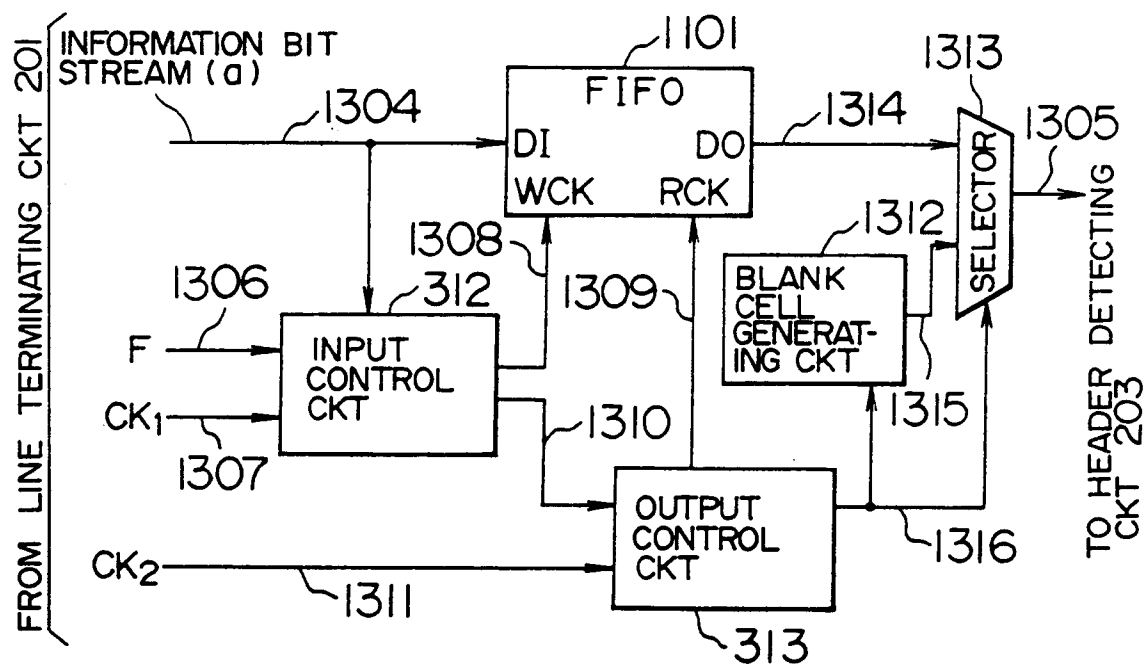 FROM LINE TERMINATING CKT 201
INFORMATION BIT
STREAM (a)
1304
1101
FIFO
DI
DO
WCK
RCK
1314
1313
SELECTOR
1305
TO HEADER DETECTING
CKT 203
1308
1309
1312
BLANK
CELL
GENERAT-
ING CKT
1315
F
1306
312
INPUT
CONTROL
CKT
CK1
1307
1310
OUTPUT
CONTROL
CKT
1316
CK2
1311
313